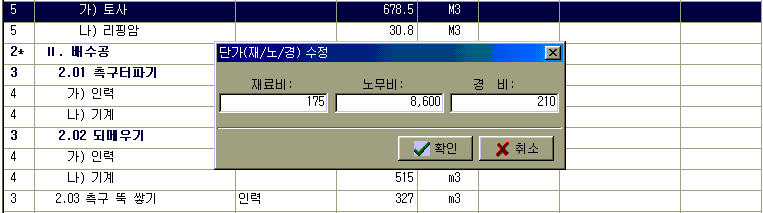 5 가) 토사 678.5 M3
5 나) 리핑암 30.8 M3
2* Ⅱ. 배수공
단가(재/노/경) 수정
3 2.01 측구터파기
재료비: 노무비: 경 비:
4 가) 인력
175 8,600 210
4 나) 기계
3 2.02 되메우기
4 가) 인력
확인 취소
4 나) 기계 515 m3
3 2.03 측구 뚝 쌓기 인력 327 m3